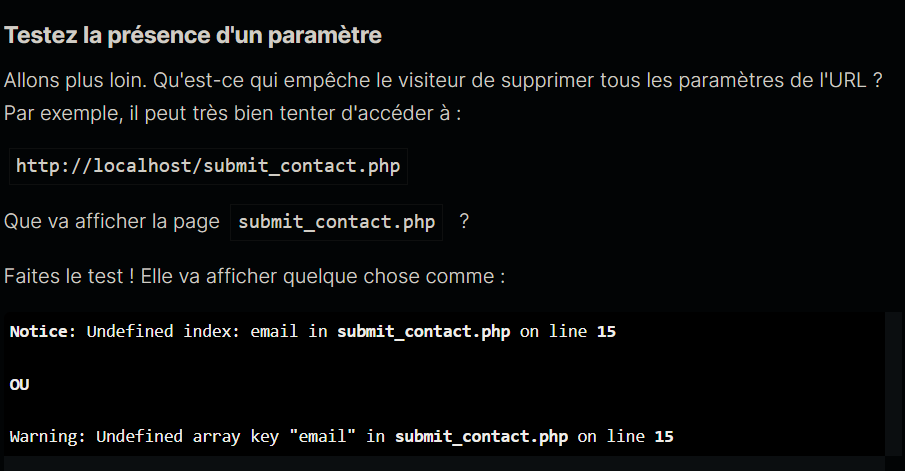 Testez la présence d'un paramètre
Allons plus loin. Qu'est-ce qui empêche le visiteur de supprimer tous les paramètres de l'URL ?
Par exemple, il peut très bien tenter d'accéder à :
http://localhost/submit_contact.php
Que va afficher la page submit_contact.php ?
Faites le test ! Elle va afficher quelque chose comme :
Notice: Undefined index: email in submit_contact.php on line 15
OU
Warning: Undefined array key "email" in submit_contact.php on line 15